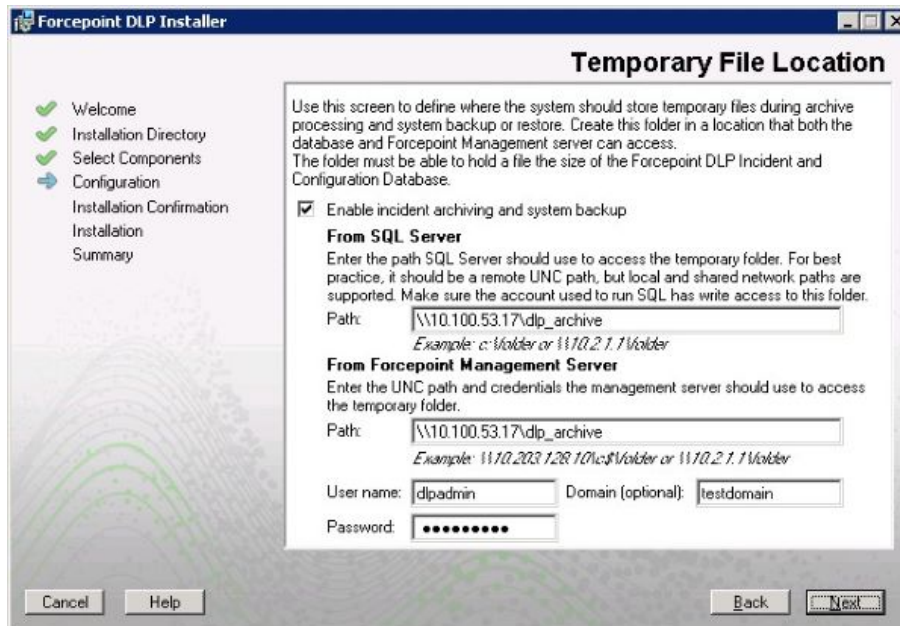 Forcepoint DLP Installer
Temporary File Location
Welcome
Installation Directory
Select Components
Configuration
Installation Confirmation
Installation
Summary
Use this screen to define where the system should store temporary files during archive
processing and system backup or restore. Create this folder in a location that both the
database and Forcepoint Management server can access.
The folder must be able to hold a file the size of the Forcepoint DLP Incident and
Configuration Database.
Enable incident archiving and system backup
From SQL Server
Enter the path SQL Server should use to access the temporary folder. For best
practice, it should be a remote UNC path, but local and shared network paths are
supported. Make sure the account used to run SQL has write access to this folder.
Path: \\10.100.53.17\dlp_archive
Example: c:\folder or \\10.2.1.1\folder
From Forcepoint Management Server
Enter the UNC path and credentials the management server should use to access
the temporary folder.
Path: \\10.100.53.17\dlp_archive
Example: \\10.203.128.10\c$\folder or \\10.2.1.1\folder
User name: dlpadmin Domain (optional): testdomain
Password: ●●●●●●●●●
Cancel Help Back Next